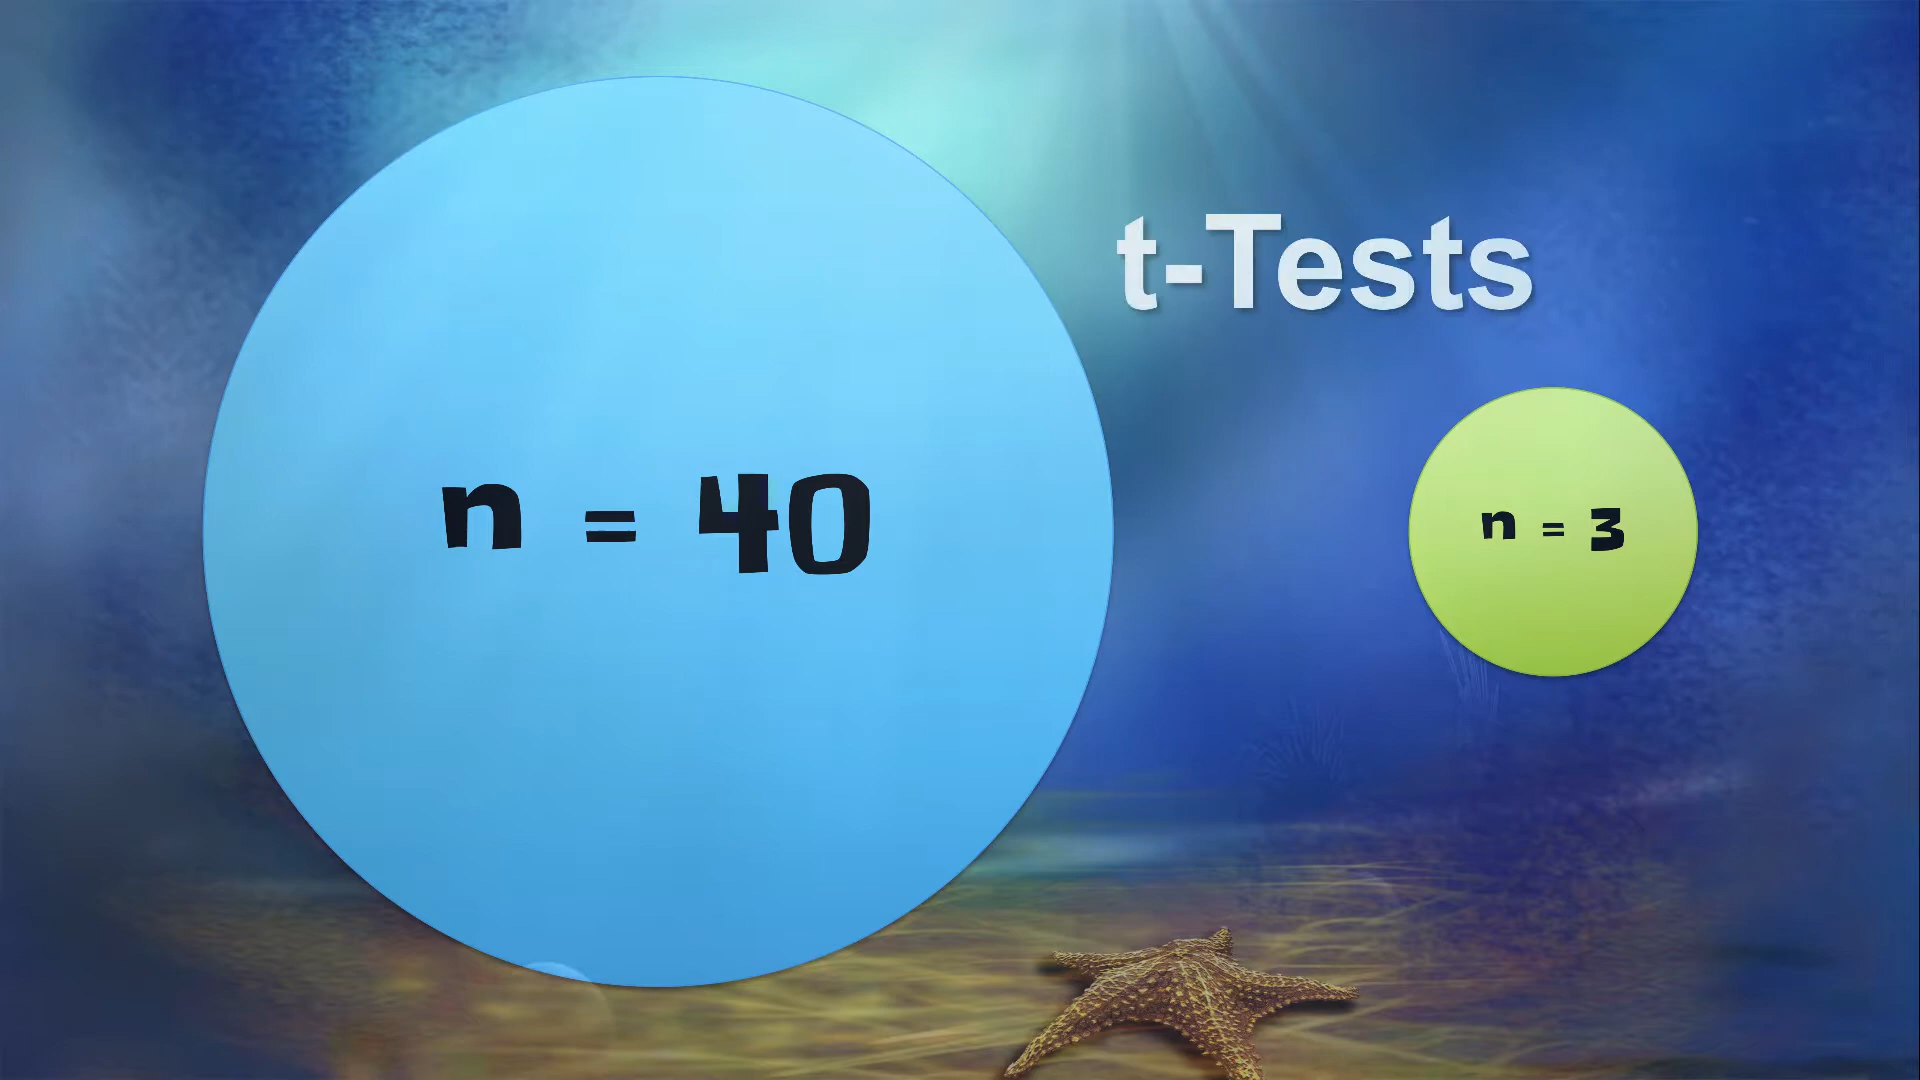 t-Tests
n = 40
n = 3